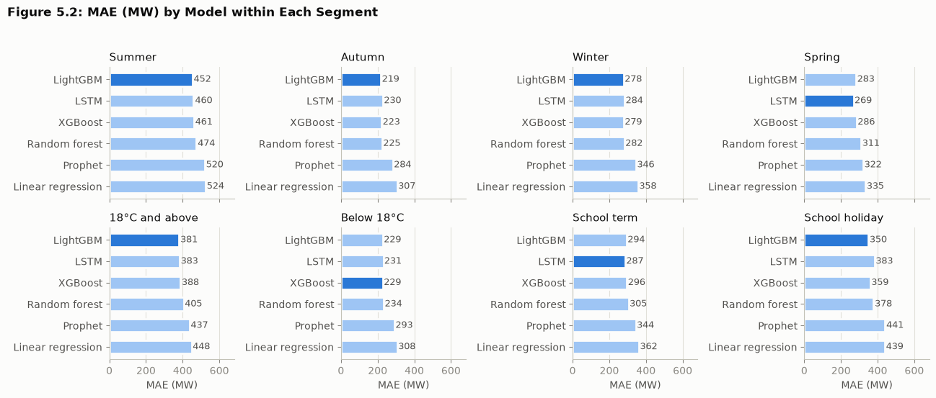 Figure 5.2: MAE (MW) by Model within Each Segment
Summer
LightGBM 452
LSTM 460
XGBoost 461
Random forest 474
Prophet 520
Linear regression 524
Autumn
LightGBM 219
LSTM 230
XGBoost 223
Random forest 225
Prophet 284
Linear regression 307
Winter
LightGBM 278
LSTM 284
XGBoost 279
Random forest 282
Prophet 346
Linear regression 358
Spring
LightGBM 283
LSTM 269
XGBoost 286
Random forest 311
Prophet 322
Linear regression 335
18°C and above
LightGBM 381
LSTM 383
XGBoost 388
Random forest 405
Prophet 437
Linear regression 448
0 200 400 600
MAE (MW)
Below 18°C
LightGBM 229
LSTM 231
XGBoost 229
Random forest 234
Prophet 293
Linear regression 308
0 200 400 600
MAE (MW)
School term
LightGBM 294
LSTM 287
XGBoost 296
Random forest 305
Prophet 344
Linear regression 362
0 200 400 600
MAE (MW)
School holiday
LightGBM 350
LSTM 383
XGBoost 359
Random forest 378
Prophet 441
Linear regression 439
0 200 400 600
MAE (MW)